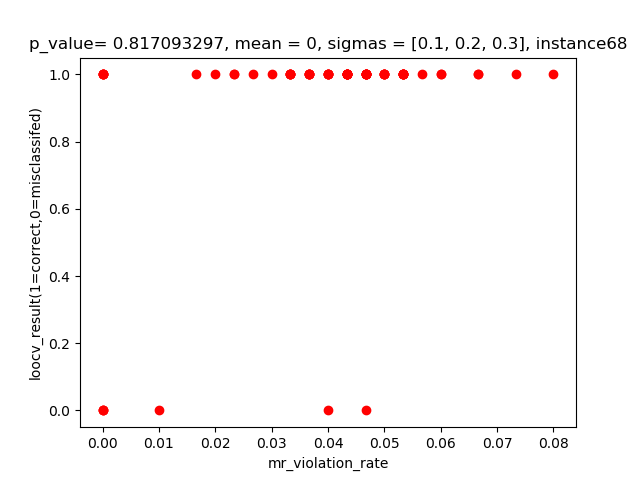 p_value= 0.817093297, mean = 0, sigmas = [0.1, 0.2, 0.3], instance68
loocv_result(1=correct,0=misclassifed)
1.0
0.8
0.6
0.4
0.2
0.0
0.00 0.01 0.02 0.03 0.04 0.05 0.06 0.07 0.08
mr_violation_rate